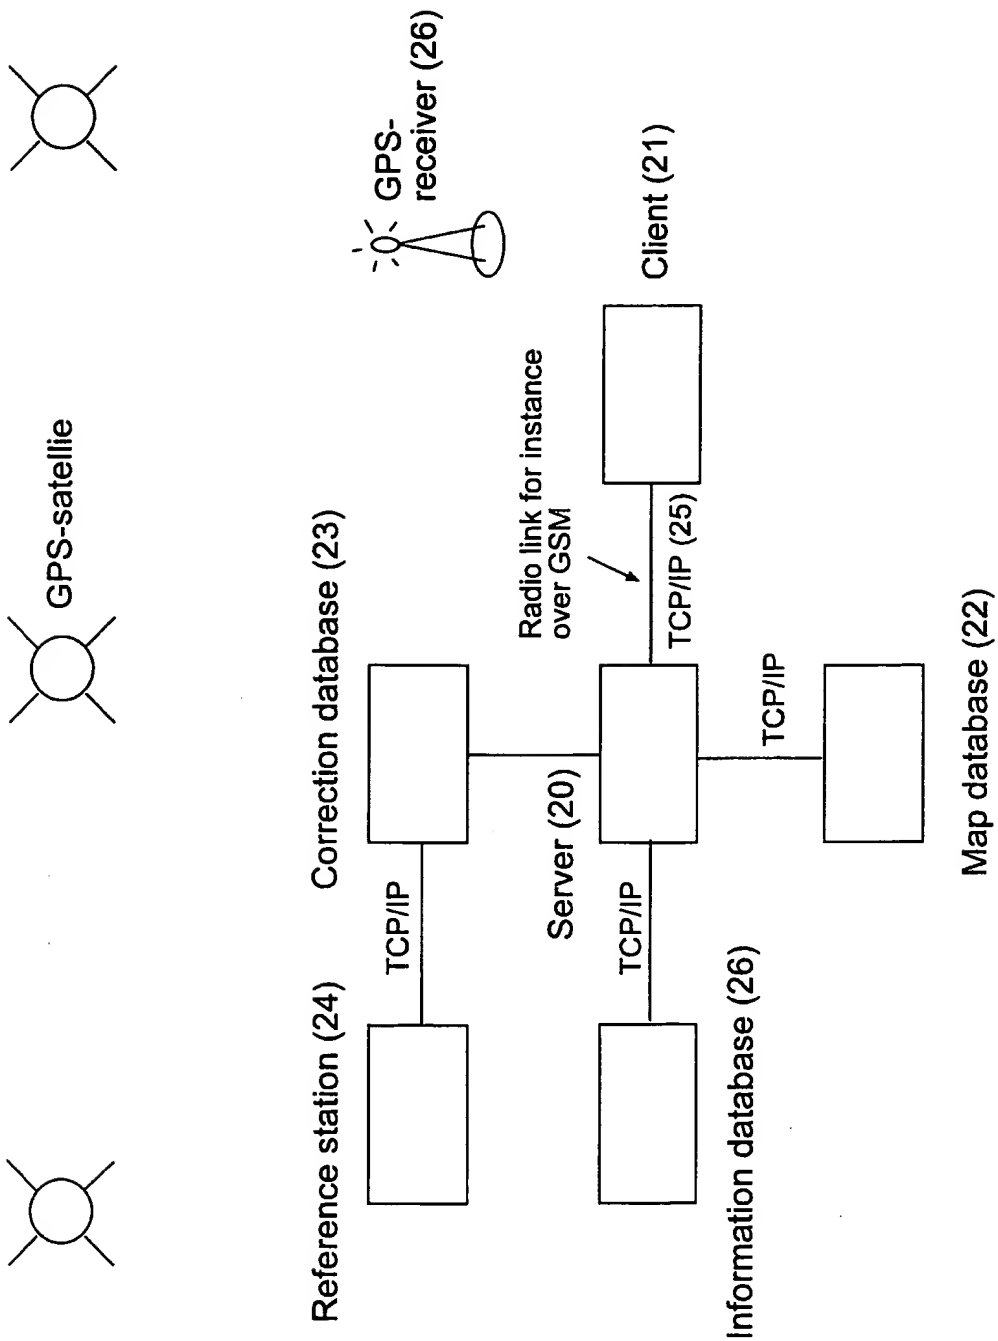 GPS-satellie
GPS-
receiver (26)
Reference station (24)
Correction database (23)
TCP/IP
Radio link for instance
over GSM
Server (20)
Client (21)
TCP/IP
TCP/IP (25)
Information database (26)
TCP/IP
Map database (22)